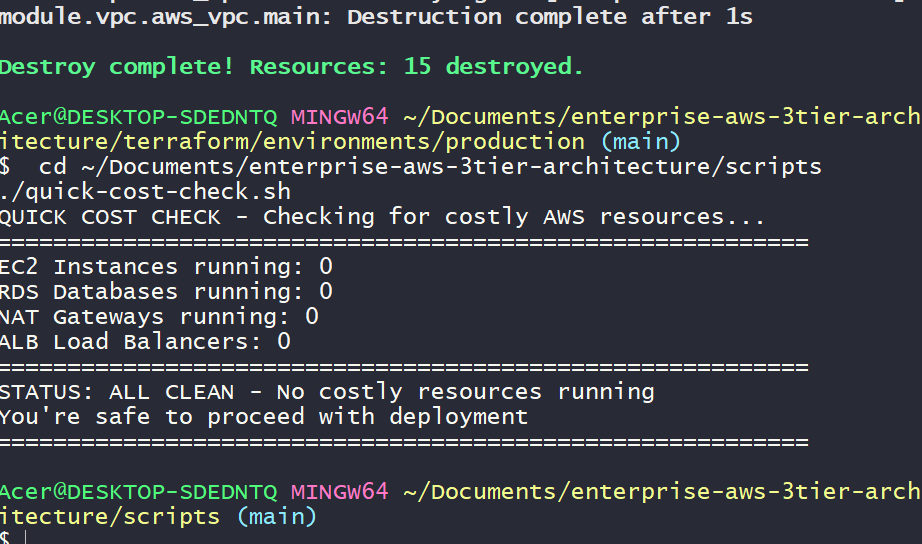 module.vpc.aws_vpc.main: Destruction complete after 1s
Destroy complete! Resources: 15 destroyed.
Acer@DESKTOP-SDEDNTQ MINGW64 ~/Documents/enterprise-aws-3tier-arch
itecture/terraform/environments/production (main)
$  cd ~/Documents/enterprise-aws-3tier-architecture/scripts
./quick-cost-check.sh
QUICK COST CHECK - Checking for costly AWS resources...
==========================================================
EC2 Instances running: 0
RDS Databases running: 0
NAT Gateways running: 0
ALB Load Balancers: 0
==========================================================
STATUS: ALL CLEAN - No costly resources running
You're safe to proceed with deployment
==========================================================
Acer@DESKTOP-SDEDNTQ MINGW64 ~/Documents/enterprise-aws-3tier-arch
itecture/scripts (main)
$